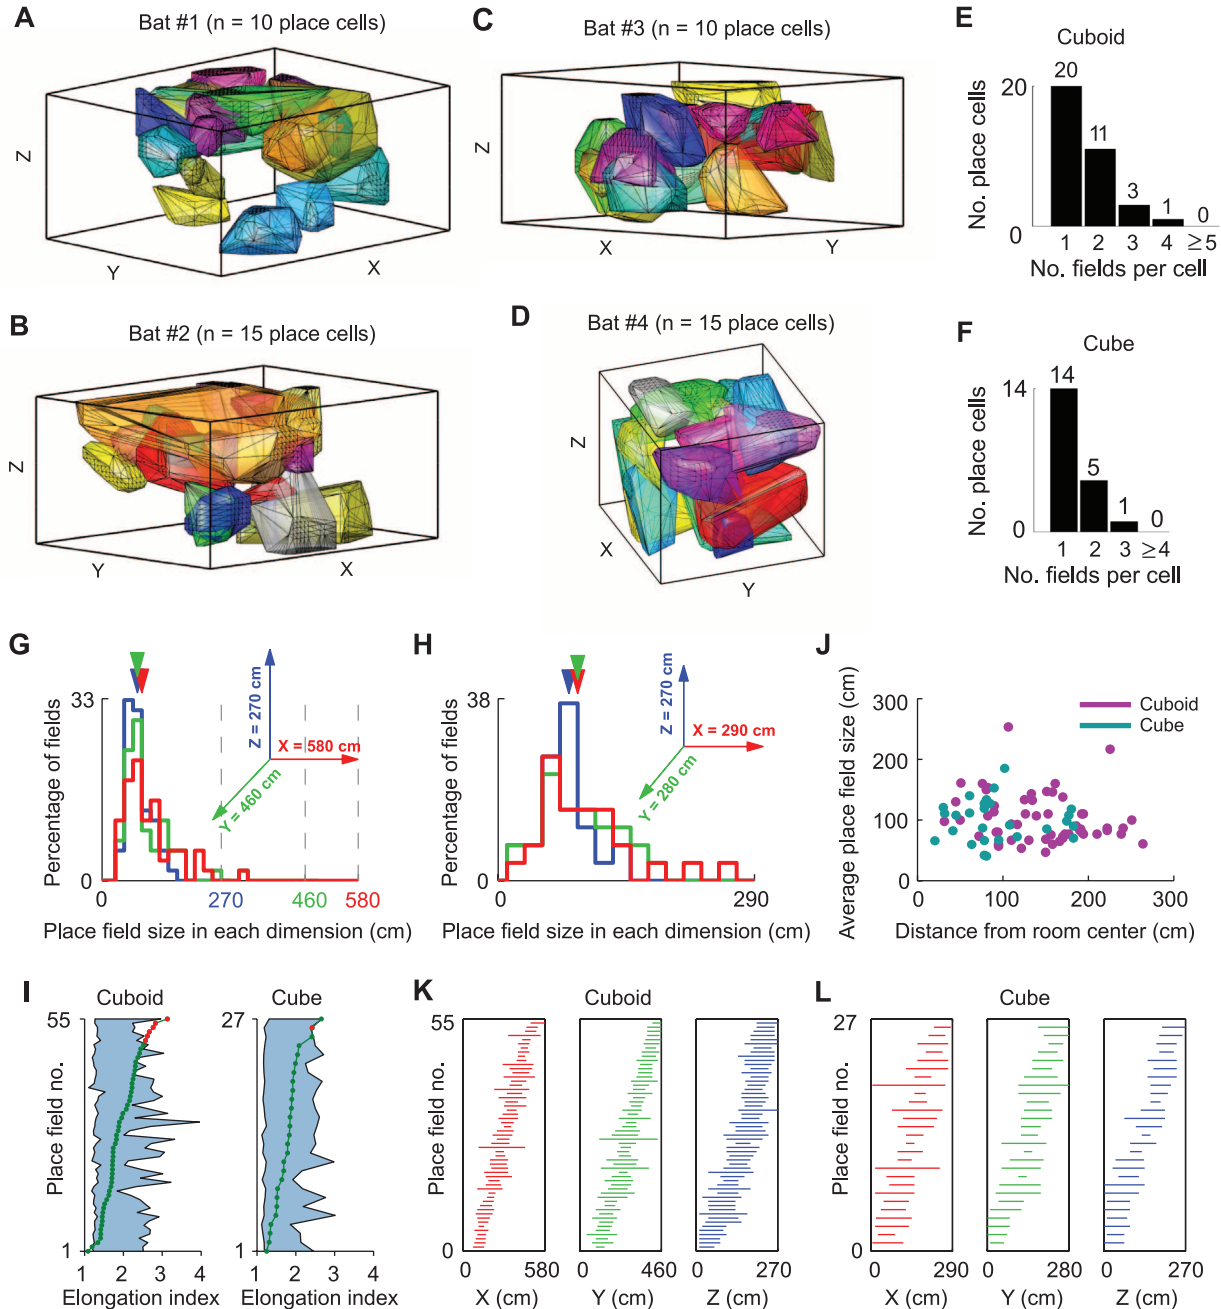 A
Bat #1 (n = 10 place cells)
Z
Y
X
C
Bat #3 (n = 10 place cells)
Z
X
Y
E
Cuboid
No. place cells
20
0
20
11
3
1
0
1 2 3 4 ≥5
No. fields per cell
B
Bat #2 (n = 15 place cells)
Z
Y
X
D
Bat #4 (n = 15 place cells)
Z
X
Y
F
Cube
No. place cells
14
0
14
5
1
0
1 2 3 ≥4
No. fields per cell
G
Percentage of fields
33
0
Z = 270 cm
X = 580 cm
Y = 460 cm
0 270 460 580
Place field size in each dimension (cm)
H
Percentage of fields
38
0
Z = 270 cm
X = 290 cm
Y = 280 cm
0 290
Place field size in each dimension (cm)
J
Average place field size (cm)
300
200
100
0
Cuboid
Cube
0 100 200 300
Distance from room center (cm)
I
Cuboid
Place field no.
55
1
1 2 3 4
Elongation index
Cube
27
1
1 2 3 4
Elongation index
K
Cuboid
Place field no.
55
0
0 580
X (cm)
0 460
Y (cm)
0 270
Z (cm)
L
Cube
Place field no.
27
0
0 290
X (cm)
0 280
Y (cm)
0 270
Z (cm)